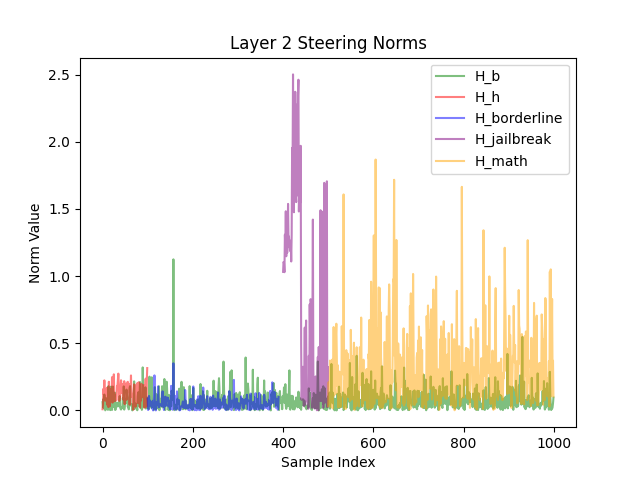 Layer 2 Steering Norms
Norm Value
2.5
2.0
1.5
1.0
0.5
0.0
H_b
H_h
H_borderline
H_jailbreak
H_math
0
200
400
600
800
1000
Sample Index